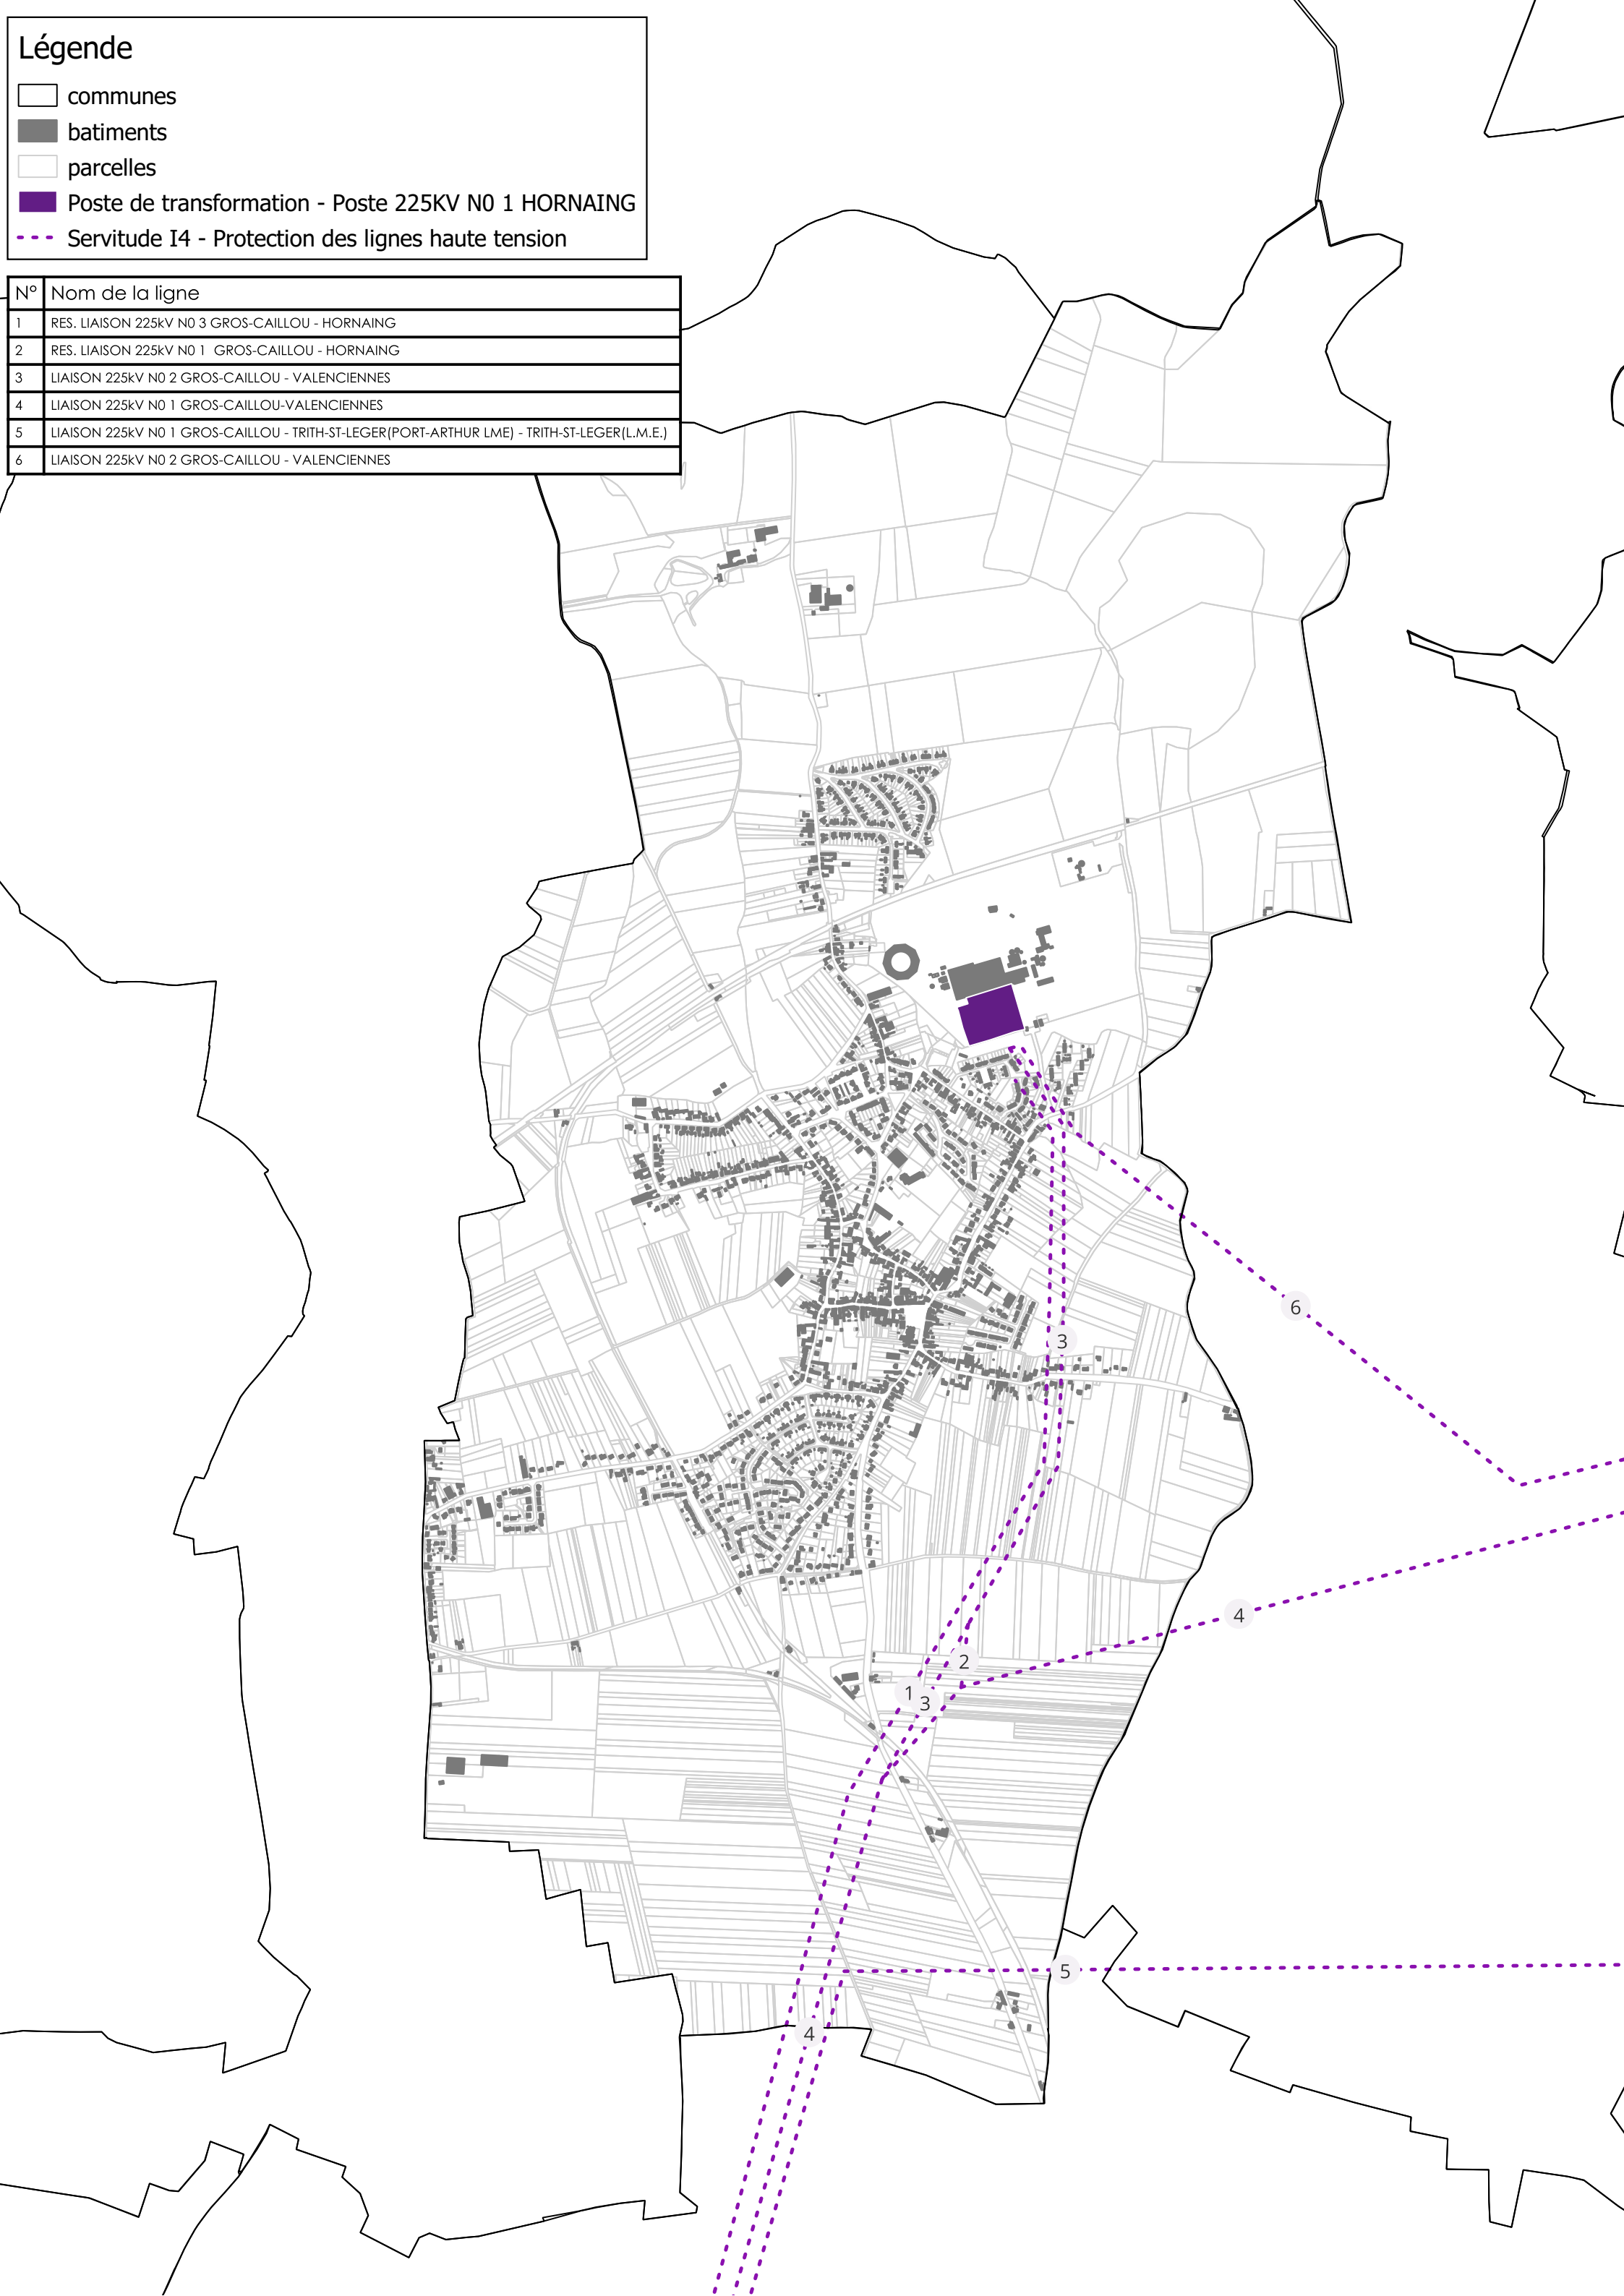 Légende
communes
batiments
parcelles
Poste de transformation - Poste 225KV N0 1 HORNAING
Servitude I4 - Protection des lignes haute tension
N° Nom de la ligne
1 RES. LIAISON 225kV N0 3 GROS-CAILLOU - HORNAING
2 RES. LIAISON 225kV N0 1  GROS-CAILLOU - HORNAING
3 LIAISON 225kV N0 2 GROS-CAILLOU - VALENCIENNES
4 LIAISON 225kV N0 1 GROS-CAILLOU-VALENCIENNES
5 LIAISON 225kV N0 1 GROS-CAILLOU - TRITH-ST-LEGER(PORT-ARTHUR LME) - TRITH-ST-LEGER(L.M.E.)
6 LIAISON 225kV N0 2 GROS-CAILLOU - VALENCIENNES
6
3
4
2
1
3
5
4